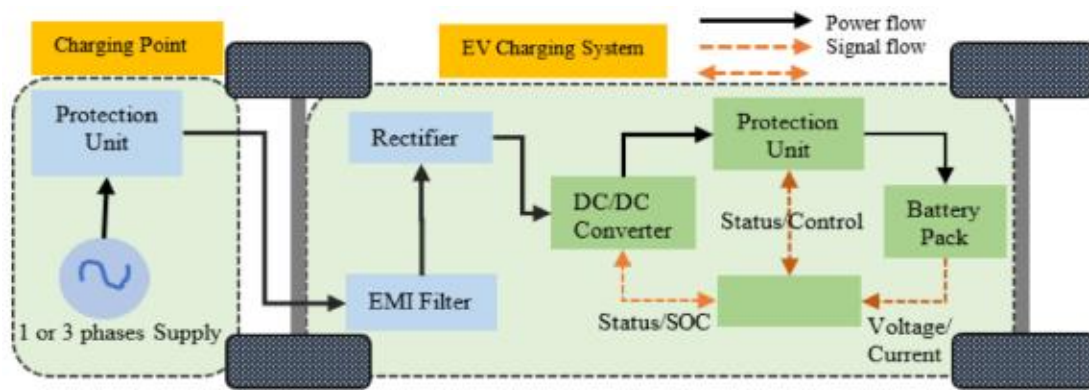 Charging Point
EV Charging System
Power flow
Signal flow
Protection
Unit
1 or 3 phases Supply
Rectifier
EMI Filter
DC/DC
Converter
Protection
Unit
Status/Control
Battery
Pack
Status/SOC
Voltage/
Current